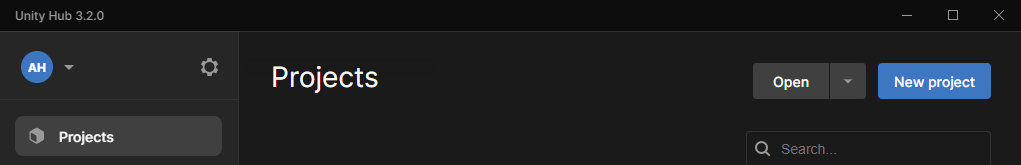 Unity Hub 3.2.0
AH
Projects
Open
New project
Projects
Search...